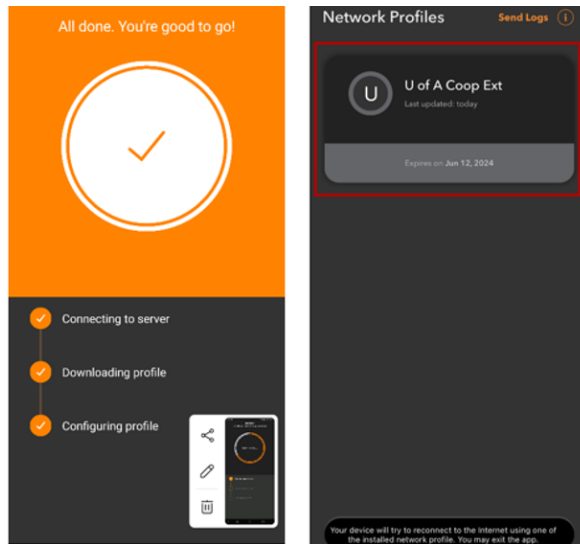 All done. You're good to go!
Connecting to server
Downloading profile
Configuring profile
Network Profiles
Send Logs
i
U
U of A Coop Ext
Last updated: today
Expires on Jun 12, 2024
Your device will try to reconnect to the Internet using one of
the installed network profile. You may exit the app.